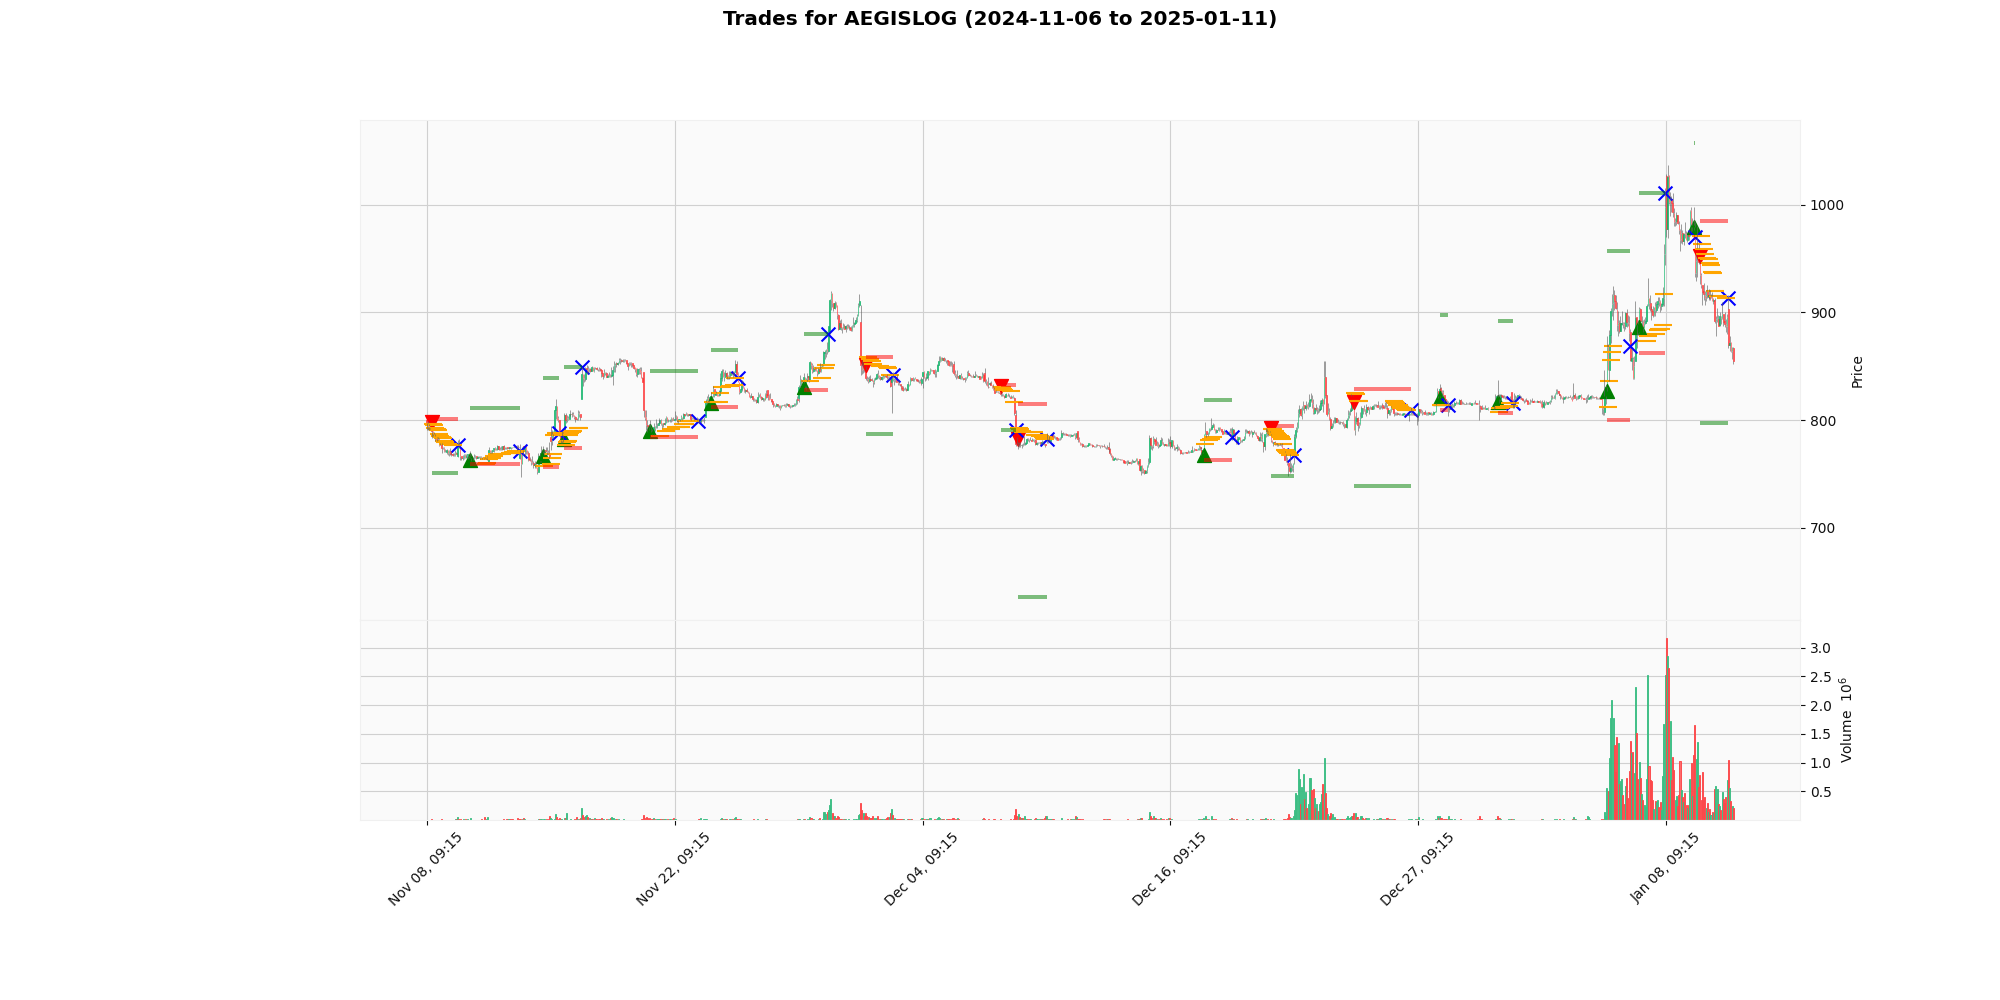 Trades for AEGISLOG (2024-11-06 to 2025-01-11)
1000
900
800
700
Price
3.0
2.5
2.0
1.5
1.0
0.5
Volume 10^6
Nov 08, 09:15
Nov 22, 09:15
Dec 04, 09:15
Dec 16, 09:15
Dec 27, 09:15
Jan 08, 09:15